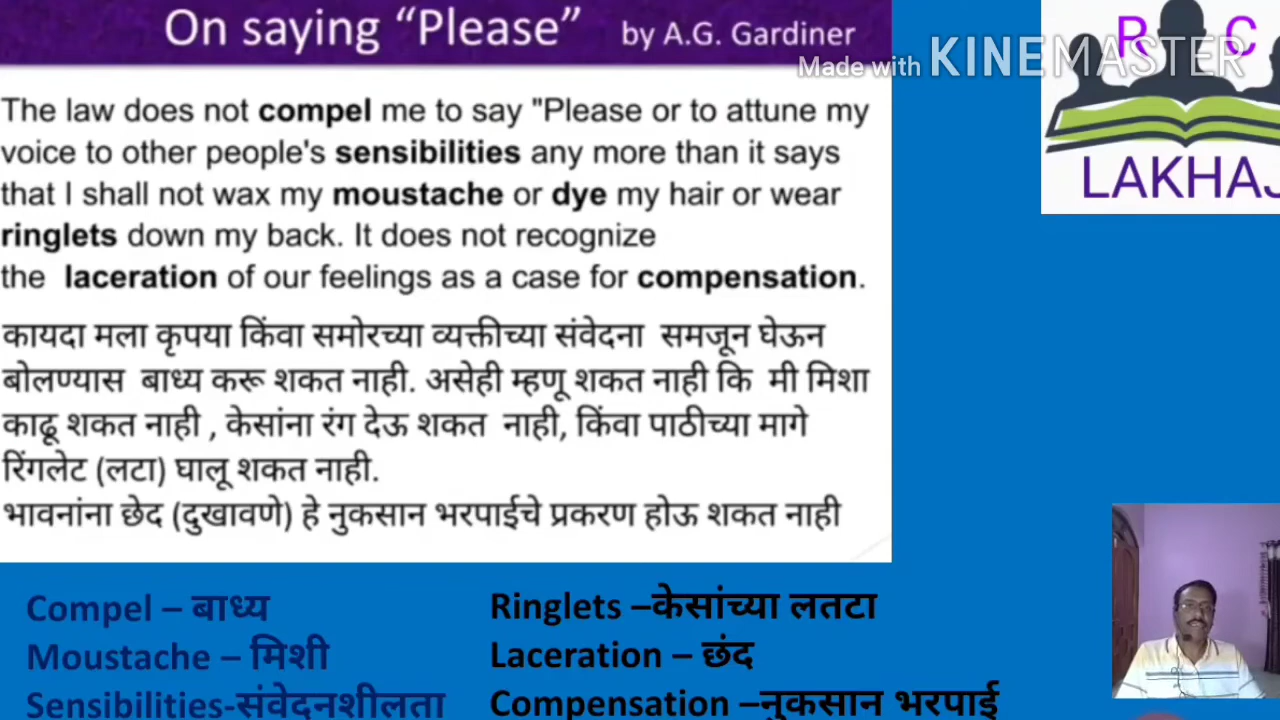 On saying “Please” by A.G. Gardiner
Made with KINEMASTER
R C
LAKHAJ
The law does not compel me to say "Please or to attune my
voice to other people's sensibilities any more than it says
that I shall not wax my moustache or dye my hair or wear
ringlets down my back. It does not recognize
the laceration of our feelings as a case for compensation.
कायदा मला कृपया किंवा समोरच्या व्यक्तीच्या संवेदना समजून घेऊन
बोलण्यास बाध्य करू शकत नाही. असेही म्हणू शकत नाही कि मी मिशा
काढू शकत नाही , केसांना रंग देऊ शकत नाही, किंवा पाठीच्या मागे
रिंगलेट (लटा) घालू शकत नाही.
भावनांना छेद (दुखावणे) हे नुकसान भरपाईचे प्रकरण होऊ शकत नाही
Compel – बाध्य
Moustache – मिशी
Sensibilities-संवेदनशीलता
Ringlets –केसांच्या लतटा
Laceration – छंद
Compensation –नुकसान भरपाई